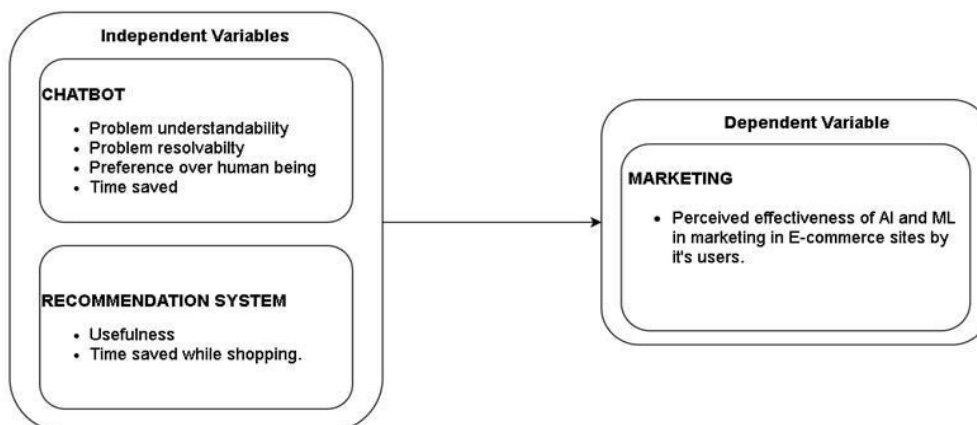 Independent Variables
CHATBOT
• Problem understandability
• Problem resolvabilty
• Preference over human being
• Time saved
RECOMMENDATION SYSTEM
• Usefulness
• Time saved while shopping.
Dependent Variable
MARKETING
• Perceived effectiveness of AI and ML
in marketing in E-commerce sites by
it's users.